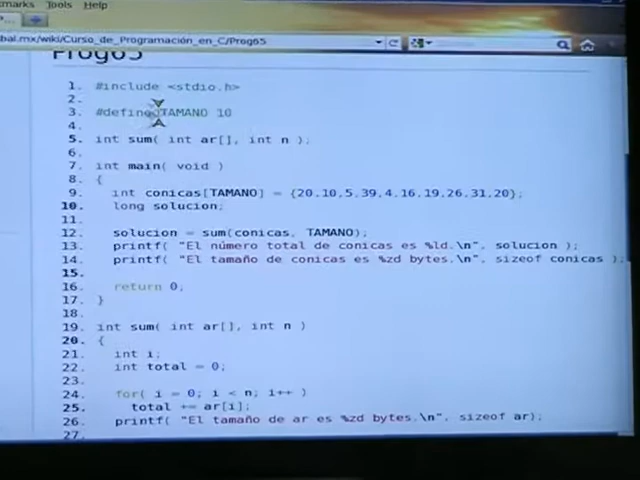 Tools Help
bal.mx/wiki/Curso_de_Programación_en_C/Prog65
Prog65
1. #include <stdio.h>
2.
3. #define TAMANO 10
4.
5. int sum( int ar[], int n );
6.
7. int main( void )
8. {
9. int conicas[TAMANO] = {20,10,5,39,4,16,19,26,31,20};
10. long solucion;
11.
12. solucion = sum(conicas, TAMANO);
13. printf( "El número total de conicas es %ld.\n", solucion );
14. printf( "El tamaño de conicas es %zd bytes.\n", sizeof conicas );
15.
16. return 0;
17. }
18.
19. int sum( int ar[], int n )
20. {
21. int i;
22. int total = 0;
23.
24. for( i = 0; i < n; i++ )
25. total += ar[i];
26. printf( "El tamaño de ar es %zd bytes.\n", sizeof ar);
27.